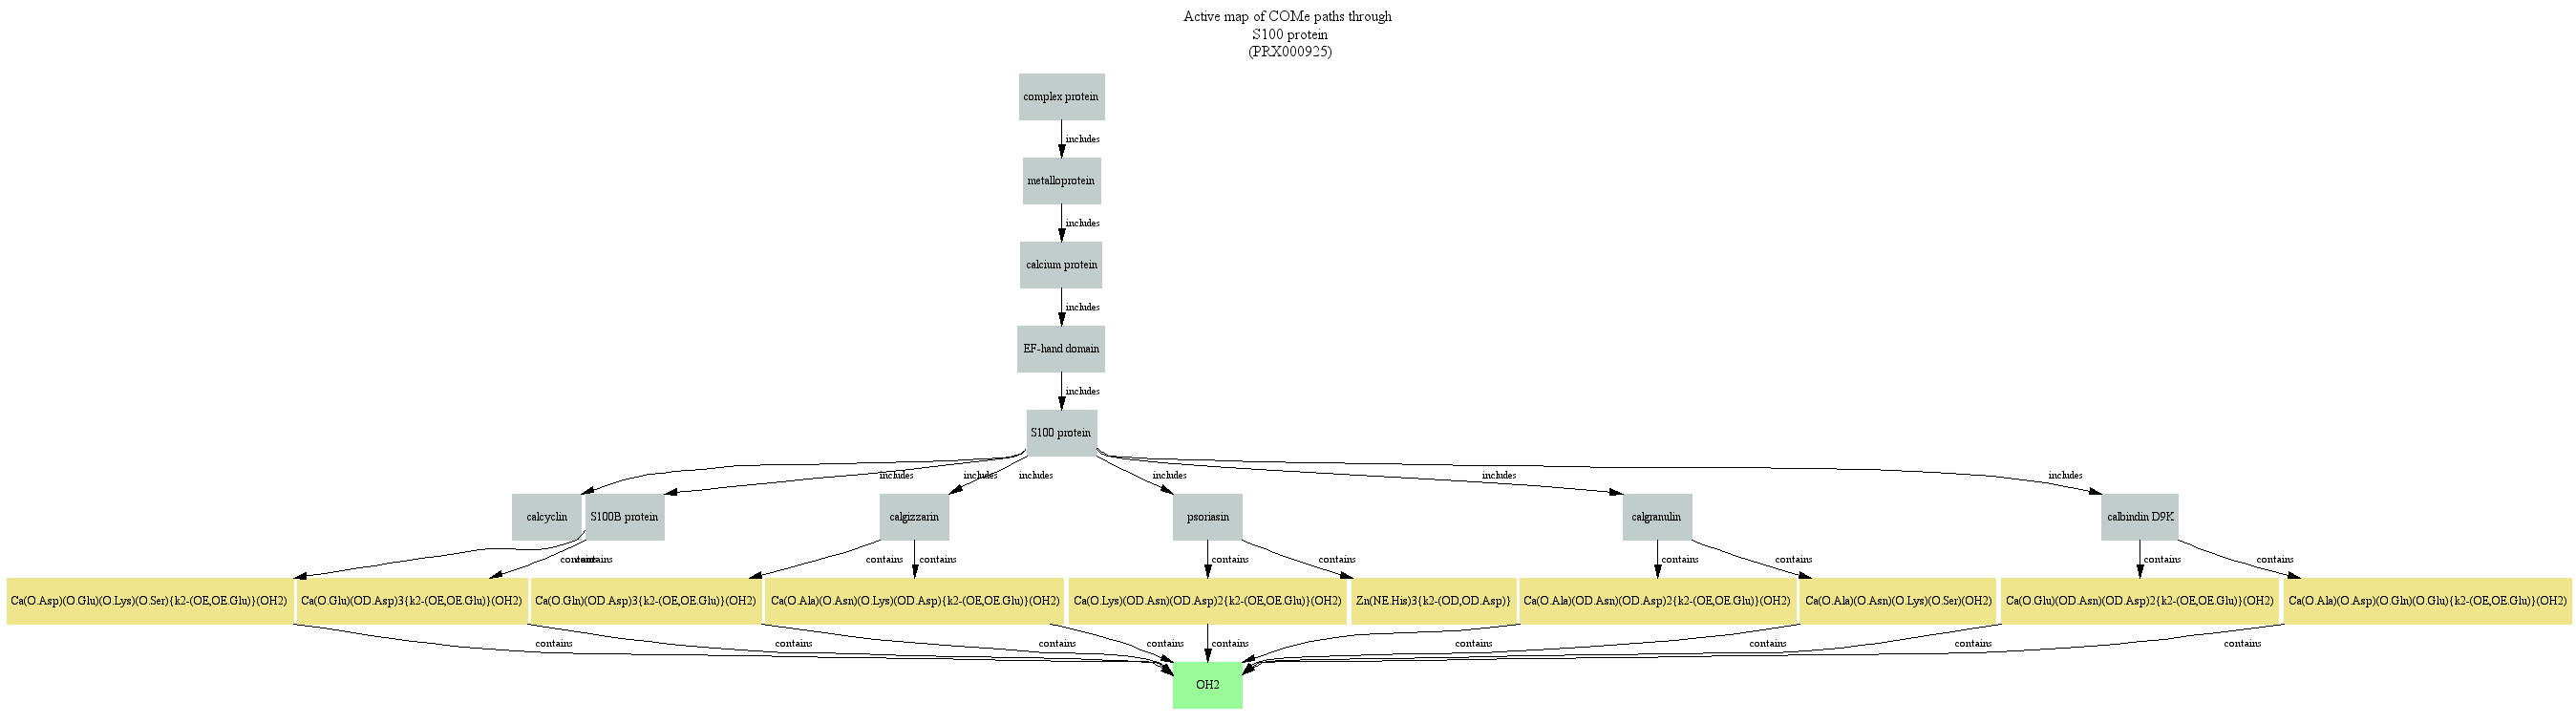 Active map of COMe paths through
S100 protein
(PRX000925)
complex protein
includes
metalloprotein
includes
calcium protein
includes
EF-hand domain
includes
S100 protein
includes
includes
includes
includes
includes
includes
calcyclin
S100B protein
calgizzarin
psoriasin
calgranulin
calbindin D9K
contains
contains
contains
contains
contains
contains
contains
contains
contains
contains
Ca(O.Asp)(O.Glu)(O.Lys)(O.Ser){k2-(OE,OE.Glu)}(OH2)
Ca(O.Glu)(OD.Asp)3{k2-(OE,OE.Glu)}(OH2)
Ca(O.Gln)(OD.Asp)3{k2-(OE,OE.Glu)}(OH2)
Ca(O.Ala)(O.Asn)(O.Lys)(OD.Asp){k2-(OE,OE.Glu)}(OH2)
Ca(O.Lys)(OD.Asn)(OD.Asp)2{k2-(OE,OE.Glu)}(OH2)
Zn(NE.His)3{k2-(OD,OD.Asp)}
Ca(O.Ala)(OD.Asn)(OD.Asp)2{k2-(OE,OE.Glu)}(OH2)
Ca(O.Ala)(O.Asn)(O.Lys)(O.Ser)(OH2)
Ca(O.Glu)(OD.Asn)(OD.Asp)2{k2-(OE,OE.Glu)}(OH2)
Ca(O.Ala)(O.Asp)(O.Gln)(O.Glu){k2-(OE,OE.Glu)}(OH2)
contains
contains
contains
contains
contains
contains
contains
contains
contains
OH2